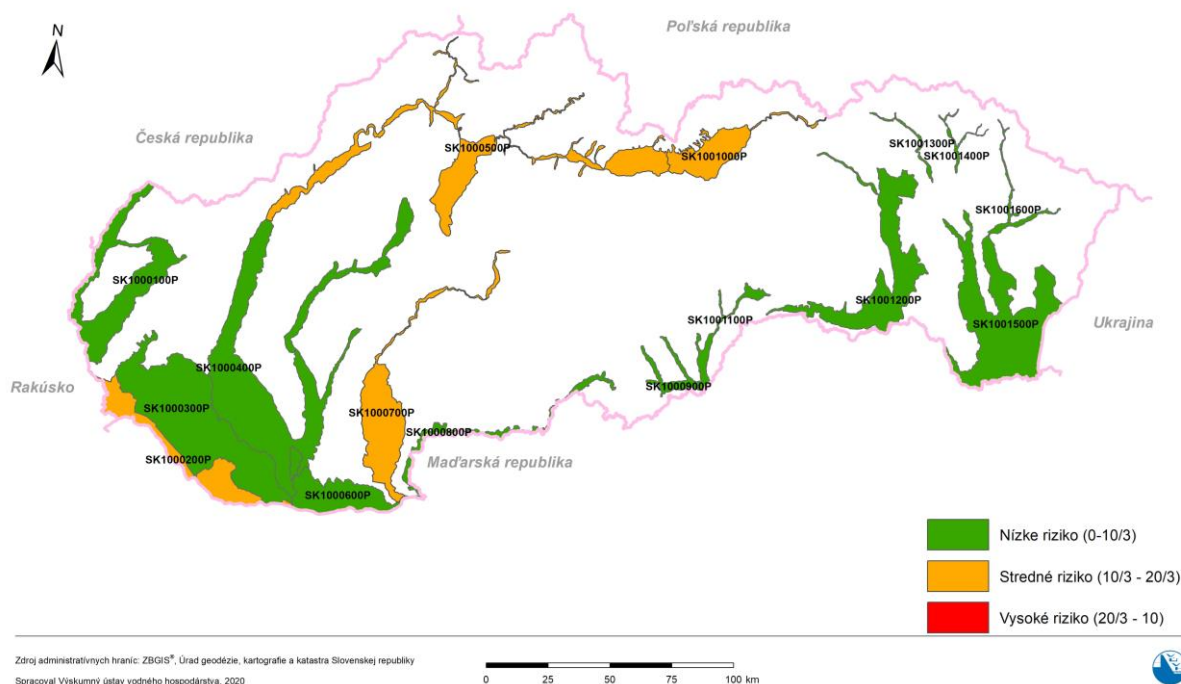 N
Poľská republika
Česká republika
SK1000500P
SK1001000P
SK1001300P
SK1001400P
SK1001600P
SK1000100P
SK1001200P
SK1001100P
SK1001500P
Ukrajina
Rakúsko
SK1000400P
SK1000900P
SK1000300P
SK1000700P
SK1000800P
SK1000200P
Maďarská republika
SK1000600P
Nízke riziko (0-10/3)
Stredné riziko (10/3 - 20/3)
Vysoké riziko (20/3 - 10)
Zdroj administratívnych hraníc: ZBGIS®, Úrad geodézie, kartografie a katastra Slovenskej republiky
Spracoval Výskumný ústav vodného hospodárstva, 2020
0 25 50 75 100 km